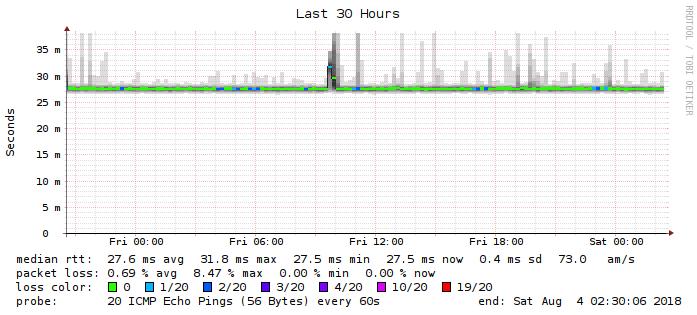 Last 30 Hours
RRDTOOL / TOBI OETIKER
Seconds
35 m
30 m
25 m
20 m
15 m
10 m
5 m
0
Fri 00:00 Fri 06:00 Fri 12:00 Fri 18:00 Sat 00:00
median rtt: 27.6 ms avg 31.8 ms max 27.5 ms min 27.5 ms now 0.4 ms sd 73.0 am/s
packet loss: 0.69 % avg 8.47 % max 0.00 % min 0.00 % now
loss color: 0 1/20 2/20 3/20 4/20 10/20 19/20
probe: 20 ICMP Echo Pings (56 Bytes) every 60s end: Sat Aug 4 02:30:06 2018